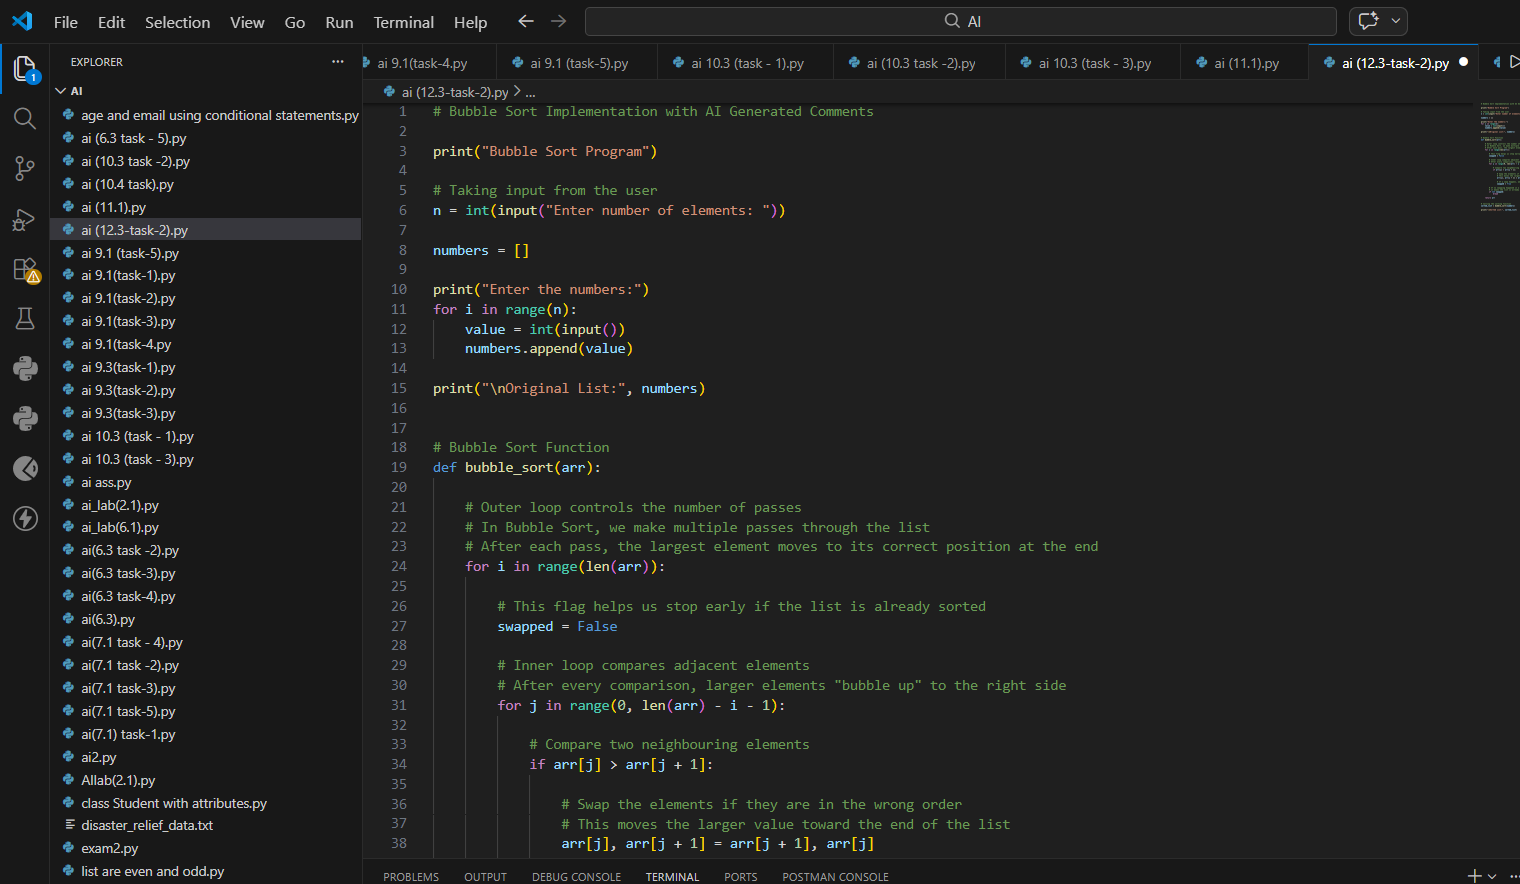 File Edit Selection View Go Run Terminal Help
AI
EXPLORER
ai 9.1(task-4.py
ai 9.1 (task-5).py
ai 10.3 (task - 1).py
ai (10.3 task -2).py
ai 10.3 (task - 3).py
ai (11.1).py
ai (12.3-task-2).py
1
AI
age and email using conditional statements.py
ai (6.3 task - 5).py
ai (10.3 task -2).py
ai (10.4 task).py
ai (11.1).py
ai (12.3-task-2).py
ai 9.1 (task-5).py
ai 9.1(task-1).py
ai 9.1(task-2).py
ai 9.1(task-3).py
ai 9.1(task-4.py
ai 9.3(task-1).py
ai 9.3(task-2).py
ai 9.3(task-3).py
ai 10.3 (task - 1).py
ai 10.3 (task - 3).py
ai ass.py
ai_lab(2.1).py
ai_lab(6.1).py
ai(6.3 task -2).py
ai(6.3 task-3).py
ai(6.3 task-4).py
ai(6.3).py
ai(7.1 task - 4).py
ai(7.1 task -2).py
ai(7.1 task-3).py
ai(7.1 task-5).py
ai(7.1) task-1.py
ai2.py
AIlab(2.1).py
class Student with attributes.py
disaster_relief_data.txt
exam2.py
list are even and odd.py
ai (12.3-task-2).py > ...
1 # Bubble Sort Implementation with AI Generated Comments
2
3 print("Bubble Sort Program")
4
5 # Taking input from the user
6 n = int(input("Enter number of elements: "))
7
8 numbers = []
9
10 print("Enter the numbers:")
11 for i in range(n):
12 value = int(input())
13 numbers.append(value)
14
15 print("\nOriginal List:", numbers)
16
17
18 # Bubble Sort Function
19 def bubble_sort(arr):
20
21 # Outer loop controls the number of passes
22 # In Bubble Sort, we make multiple passes through the list
23 # After each pass, the largest element moves to its correct position at the end
24 for i in range(len(arr)):
25
26 # This flag helps us stop early if the list is already sorted
27 swapped = False
28
29 # Inner loop compares adjacent elements
30 # After every comparison, larger elements "bubble up" to the right side
31 for j in range(0, len(arr) - i - 1):
32
33 # Compare two neighbouring elements
34 if arr[j] > arr[j + 1]:
35
36 # Swap the elements if they are in the wrong order
37 # This moves the larger value toward the end of the list
38 arr[j], arr[j + 1] = arr[j + 1], arr[j]
PROBLEMS OUTPUT DEBUG CONSOLE TERMINAL PORTS POSTMAN CONSOLE